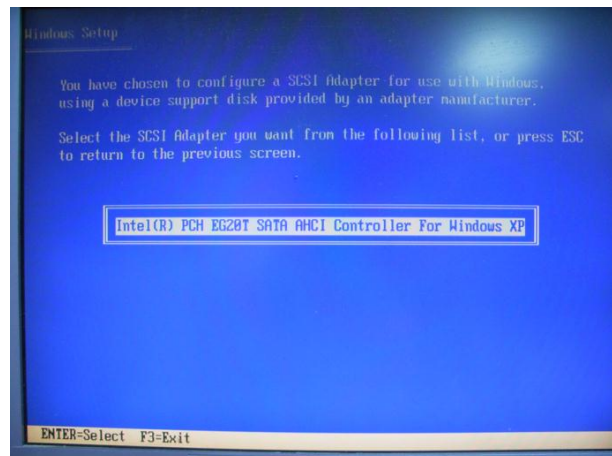 Windows Setup
You have chosen to configure a SCSI Adapter for use with Windows,
using a device support disk provided by an adapter manufacturer.
Select the SCSI Adapter you want from the following list, or press ESC
to return to the previous screen.
Intel(R) PCH EG20T SATA AHCI Controller For Windows XP
ENTER=Select F3=Exit